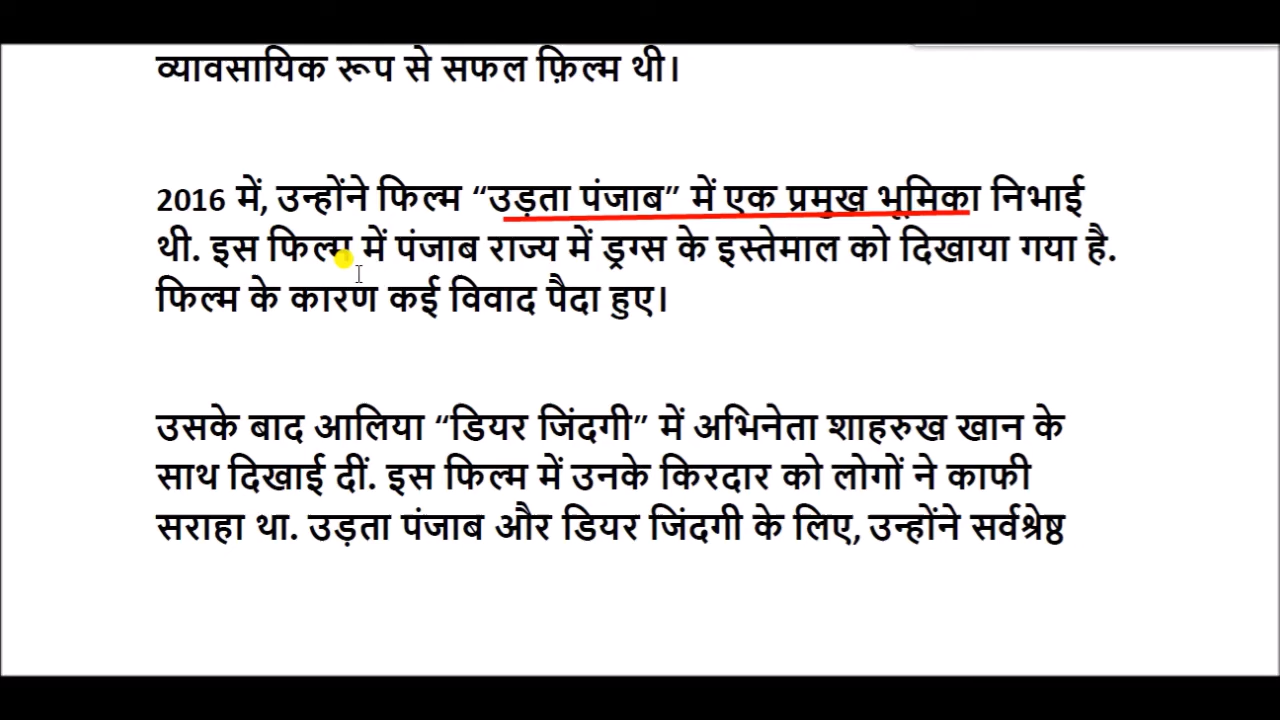 व्यावसायिक रूप से सफल फ़िल्म थी।
2016 में, उन्होंने फिल्म “उड़ता पंजाब” में एक प्रमुख भूमिका निभाई
थी. इस फिल्म में पंजाब राज्य में ड्रग्स के इस्तेमाल को दिखाया गया है.
फिल्म के कारण कई विवाद पैदा हुए।
उसके बाद आलिया “डियर जिंदगी” में अभिनेता शाहरुख खान के
साथ दिखाई दीं. इस फिल्म में उनके किरदार को लोगों ने काफी
सराहा था. उड़ता पंजाब और डियर जिंदगी के लिए, उन्होंने सर्वश्रेष्ठ